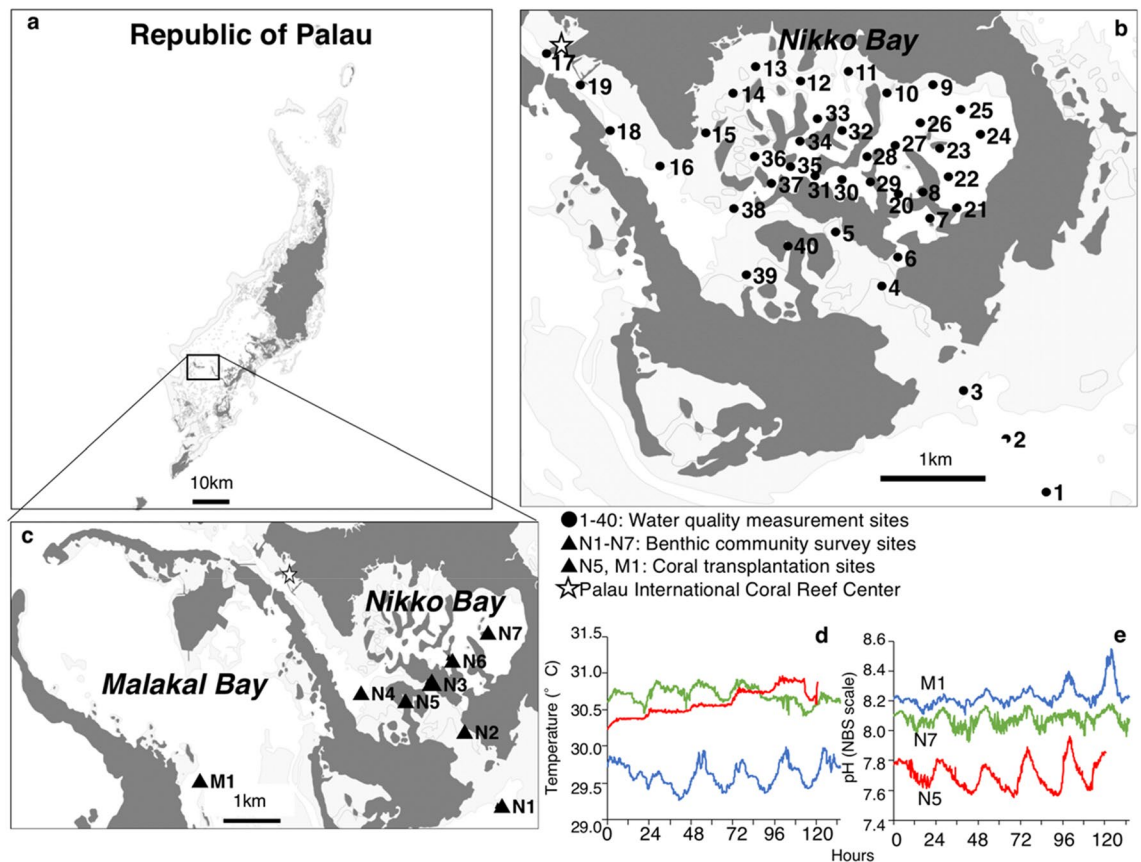 a
Republic of Palau
10km
b
Nikko Bay
17
19
18
16
13
14
15
12
11
10
9
25
24
26
33
32
34
27
23
28
36
35
37
31
30
29
20
8
22
21
7
38
5
40
6
39
4
3
2
1
1km
1-40: Water quality measurement sites
N1-N7: Benthic community survey sites
N5, M1: Coral transplantation sites
Palau International Coral Reef Center
c
Nikko Bay
Malakal Bay
N7
N6
N3
N4
N5
N2
M1
N1
1km
d
Temperature (° C)
31.5
31.0
30.5
30.0
29.5
29.0
0 24 48 72 96 120
e
pH (NBS scale)
8.6
8.4
8.2
8.0
7.8
7.6
7.4
M1
N7
N5
0 24 48 72 96 120
Hours